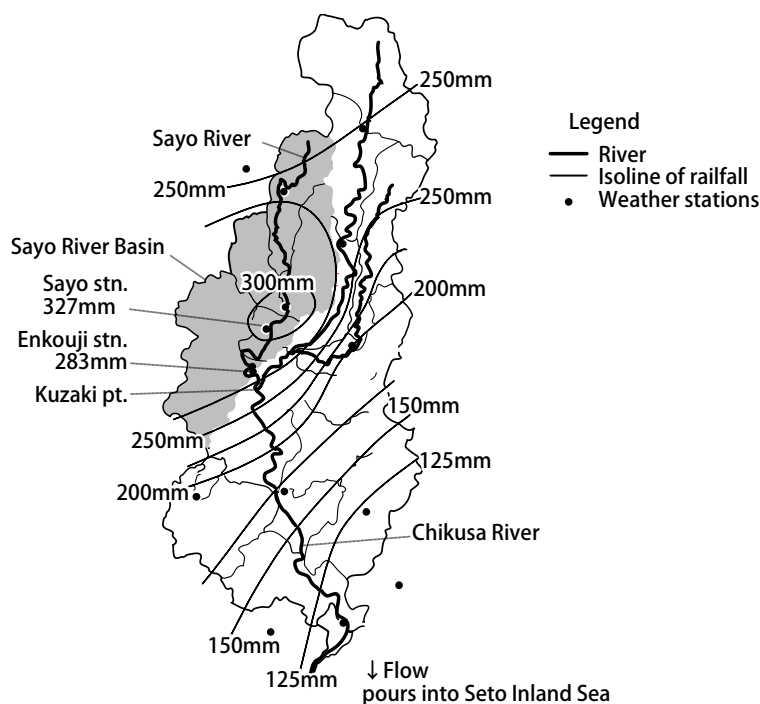 250mm
Sayo River
250mm
Legend
River
Isoline of railfall
Weather stations
250mm
Sayo River Basin
Sayo stn.
327mm
300mm
200mm
Enkouji stn.
283mm
Kuzaki pt.
150mm
250mm
125mm
200mm
Chikusa River
150mm
125mm
↓ Flow
pours into Seto Inland Sea